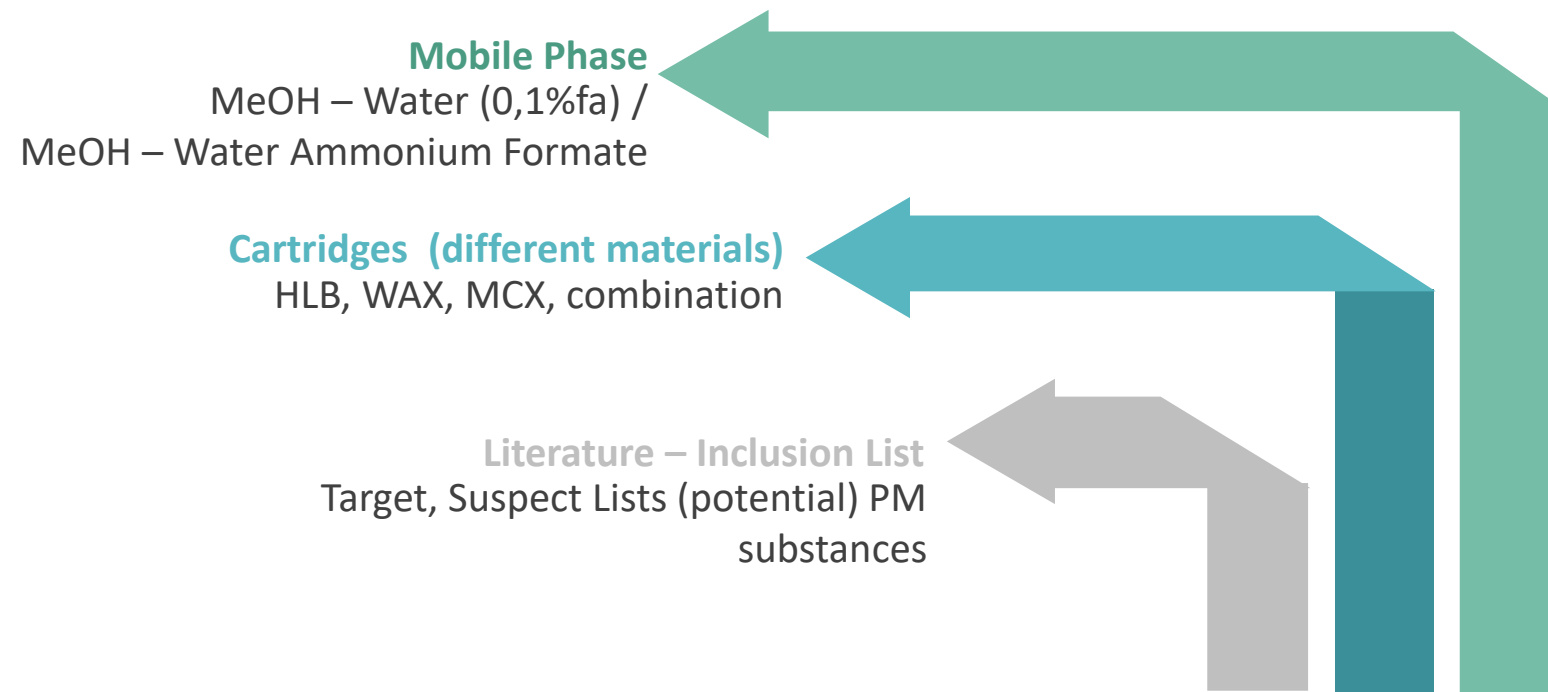 Mobile Phase
MeOH – Water (0,1%fa) /
MeOH – Water Ammonium Formate
Cartridges  (different materials)
HLB, WAX, MCX, combination
Literature – Inclusion List
Target, Suspect Lists (potential) PM
substances